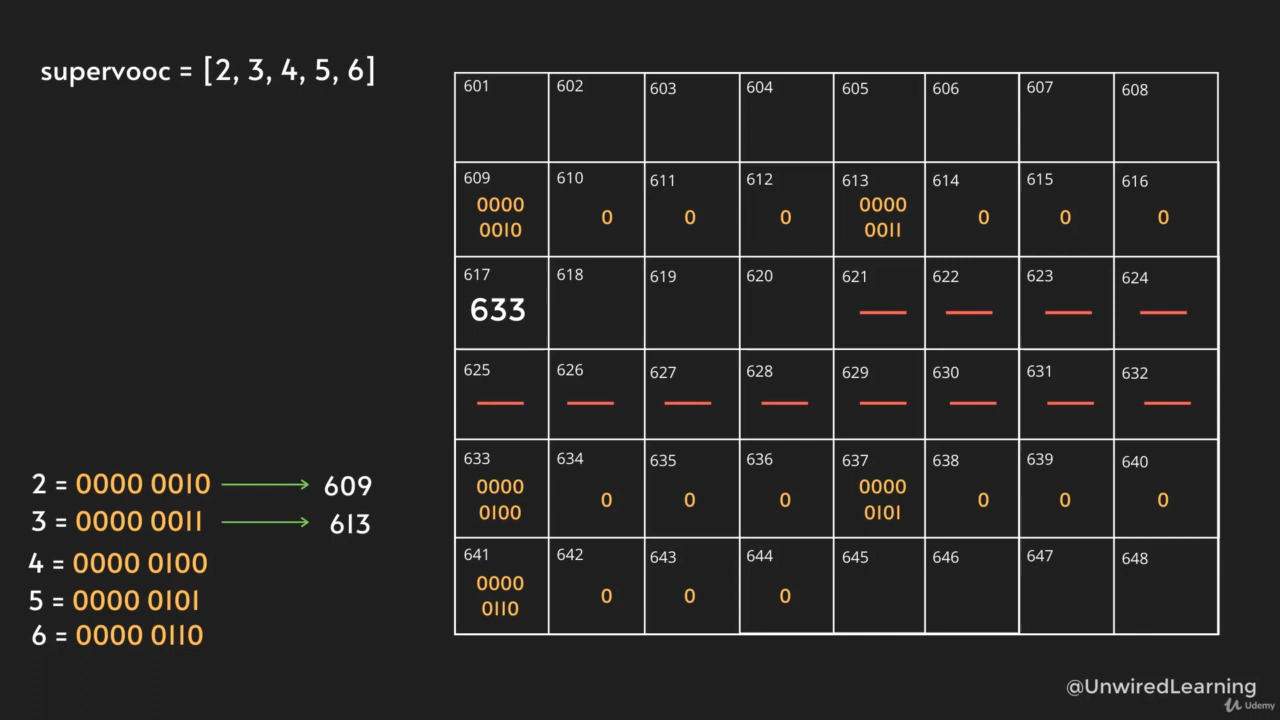 supervooc = [2, 3, 4, 5, 6]
601 602 603 604 605 606 607 608
609 610 611 612 613 614 615 616
0000 0000
0010 0 0 0 0011 0 0 0
617 618 619 620 621 622 623 624
633
625 626 627 628 629 630 631 632
633 634 635 636 637 638 639 640
0000 0000
0100 0 0 0 0101 0 0 0
641 642 643 644 645 646 647 648
0000
0110 0 0 0
2 = 0000 0010 609
3 = 0000 0011 613
4 = 0000 0100
5 = 0000 0101
6 = 0000 0110
@UnwiredLearning
Udemy